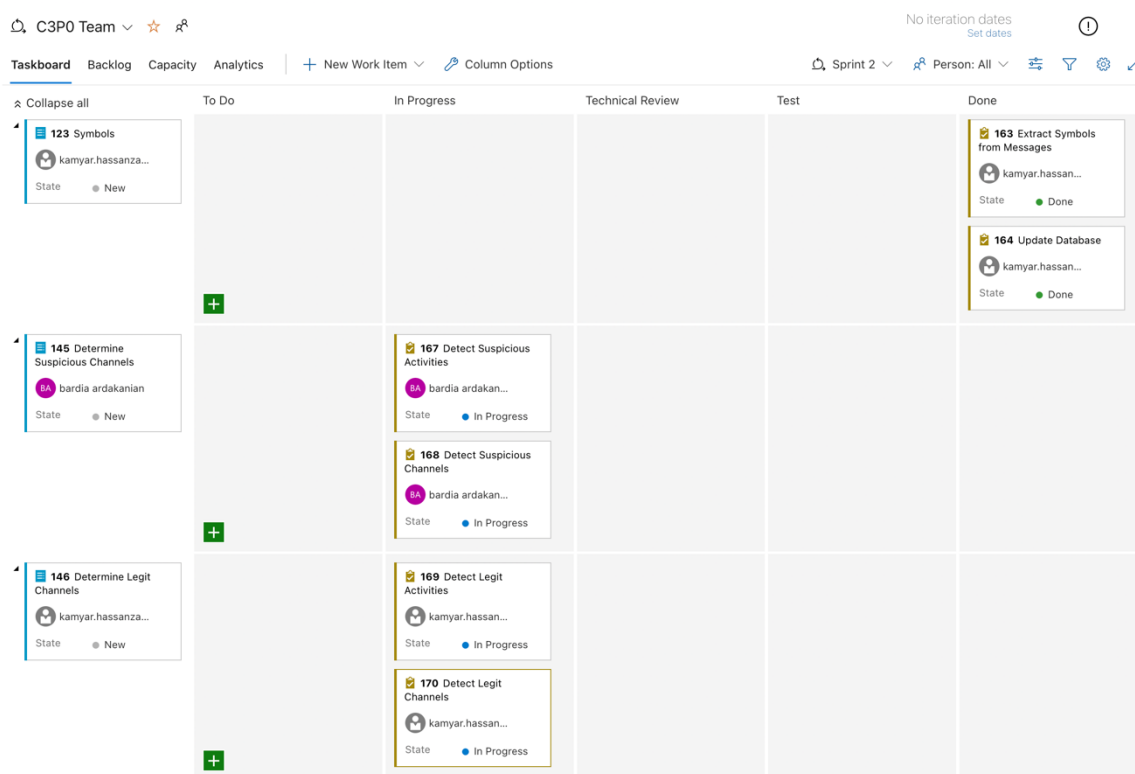 C3P0 Team
No iteration dates
Set dates
Taskboard Backlog Capacity Analytics New Work Item Column Options Sprint 2 Person: All
Collapse all To Do In Progress Technical Review Test Done
123 Symbols
kamyar.hassanza...
State New
163 Extract Symbols
from Messages
kamyar.hassan...
State Done
164 Update Database
kamyar.hassan...
State Done
145 Determine
Suspicious Channels
BA bardia ardakanian
State New
167 Detect Suspicious
Activities
BA bardia ardakan...
State In Progress
168 Detect Suspicious
Channels
BA bardia ardakan...
State In Progress
146 Determine Legit
Channels
kamyar.hassanza...
State New
169 Detect Legit
Activities
kamyar.hassan...
State In Progress
170 Detect Legit
Channels
kamyar.hassan...
State In Progress